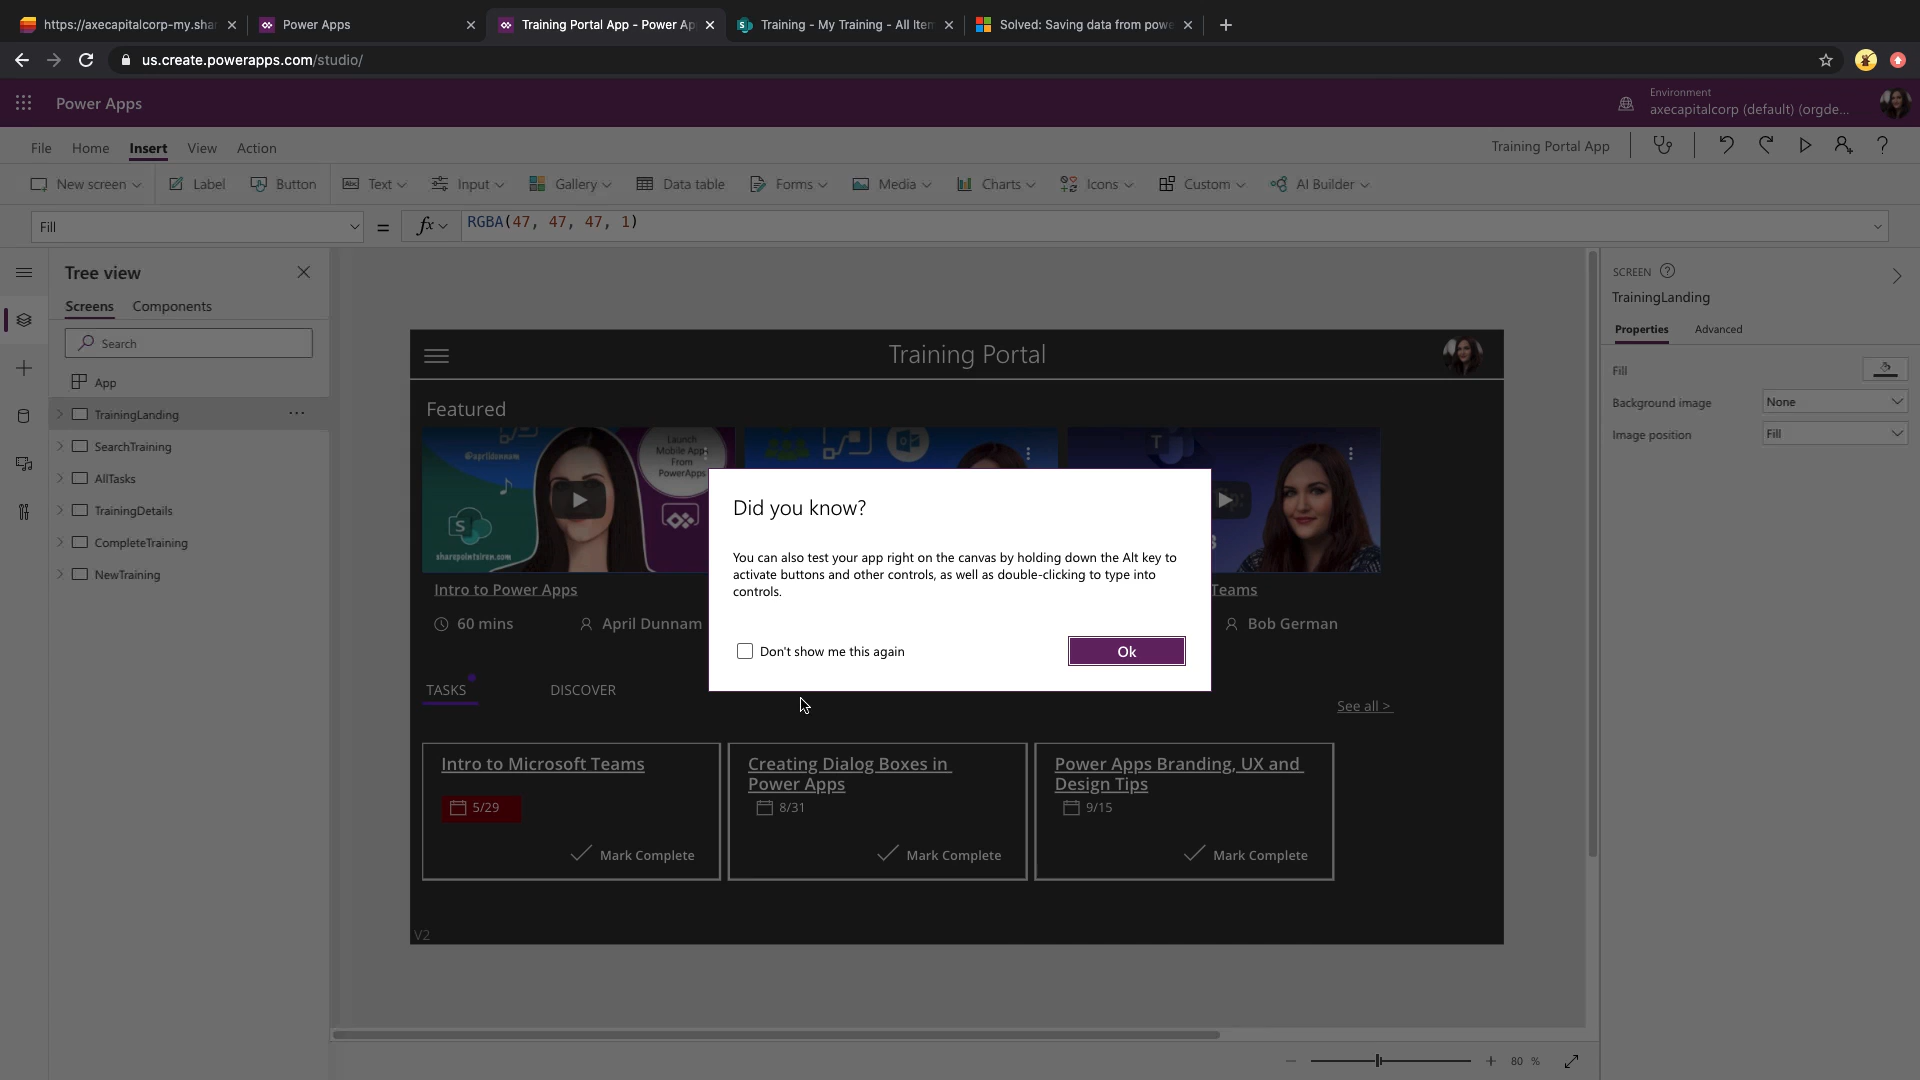 https://axecapitalcorp-my.shar
Power Apps
Training Portal App - Power Ap
Training - My Training - All Item
Solved: Saving data from powe
us.create.powerapps.com/studio/
Power Apps
Environment
axecapitalcorp (default) (orgde...
File
Home
Insert
View
Action
Training Portal App
New screen
Label
Button
Text
Input
Gallery
Data table
Forms
Media
Charts
Icons
Custom
AI Builder
Fill
=
fx
RGBA(47, 47, 47, 1)
Tree view
Screens
Components
Search
App
TrainingLanding
SearchTraining
AllTasks
TrainingDetails
CompleteTraining
NewTraining
Training Portal
Featured
@aprildunnam
Launch
Mobile App
From
PowerApps
sharepointsiren.com
Intro to Power Apps
60 mins
April Dunnam
Teams
Bob German
Did you know?
You can also test your app right on the canvas by holding down the Alt key to
activate buttons and other controls, as well as double-clicking to type into
controls.
Don't show me this again
Ok
TASKS
DISCOVER
See all >
Intro to Microsoft Teams
5/29
Mark Complete
Creating Dialog Boxes in
Power Apps
8/31
Mark Complete
Power Apps Branding, UX and
Design Tips
9/15
Mark Complete
V2
SCREEN
TrainingLanding
Properties
Advanced
Fill
Background image
None
Image position
Fill
80 %